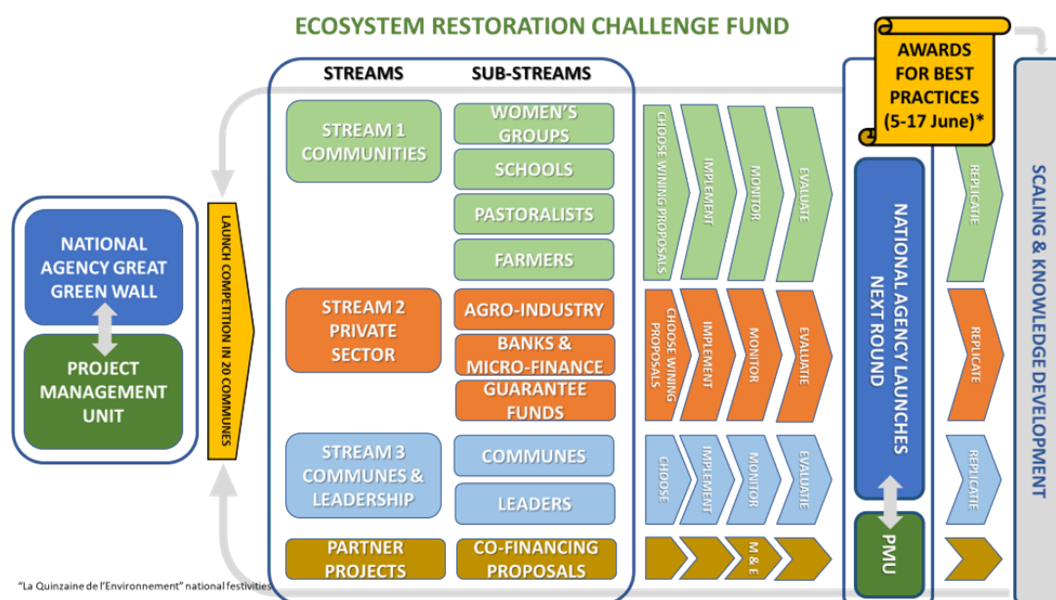 ECOSYSTEM RESTORATION CHALLENGE FUND
AWARDS
FOR BEST
PRACTICES
(5-17 June)*
STREAMS
SUB-STREAMS
NATIONAL
AGENCY GREAT
GREEN WALL
PROJECT
MANAGEMENT
UNIT
LAUNCH COMPETITION IN 20 COMMUNES
STREAM 1
COMMUNITIES
WOMEN'S
GROUPS
SCHOOLS
PASTORALISTS
FARMERS
CHOOSE WINING PROPOSALS
IMPLEMENT
MONITOR
EVALUATE
REPLICATIE
STREAM 2
PRIVATE
SECTOR
AGRO-INDUSTRY
BANKS &
MICRO-FINANCE
GUARANTEE
FUNDS
CHOOSE WINING
PROPOSALS
IMPLEMENT
MONITOR
EVALUATIE
REPLICATE
STREAM 3
COMMUNES &
LEADERSHIP
COMMUNES
LEADERS
CHOOSE
IMPLEMENT
MONITOR
EVALUATIE
REPLICATIE
PARTNER
PROJECTS
CO-FINANCING
PROPOSALS
M & E
NATIONAL AGENCY LAUNCHES
NEXT ROUND
PMU
SCALING & KNOWLEDGE DEVELOPMENT
"La Quinzaine de l'Environnement" national festivities